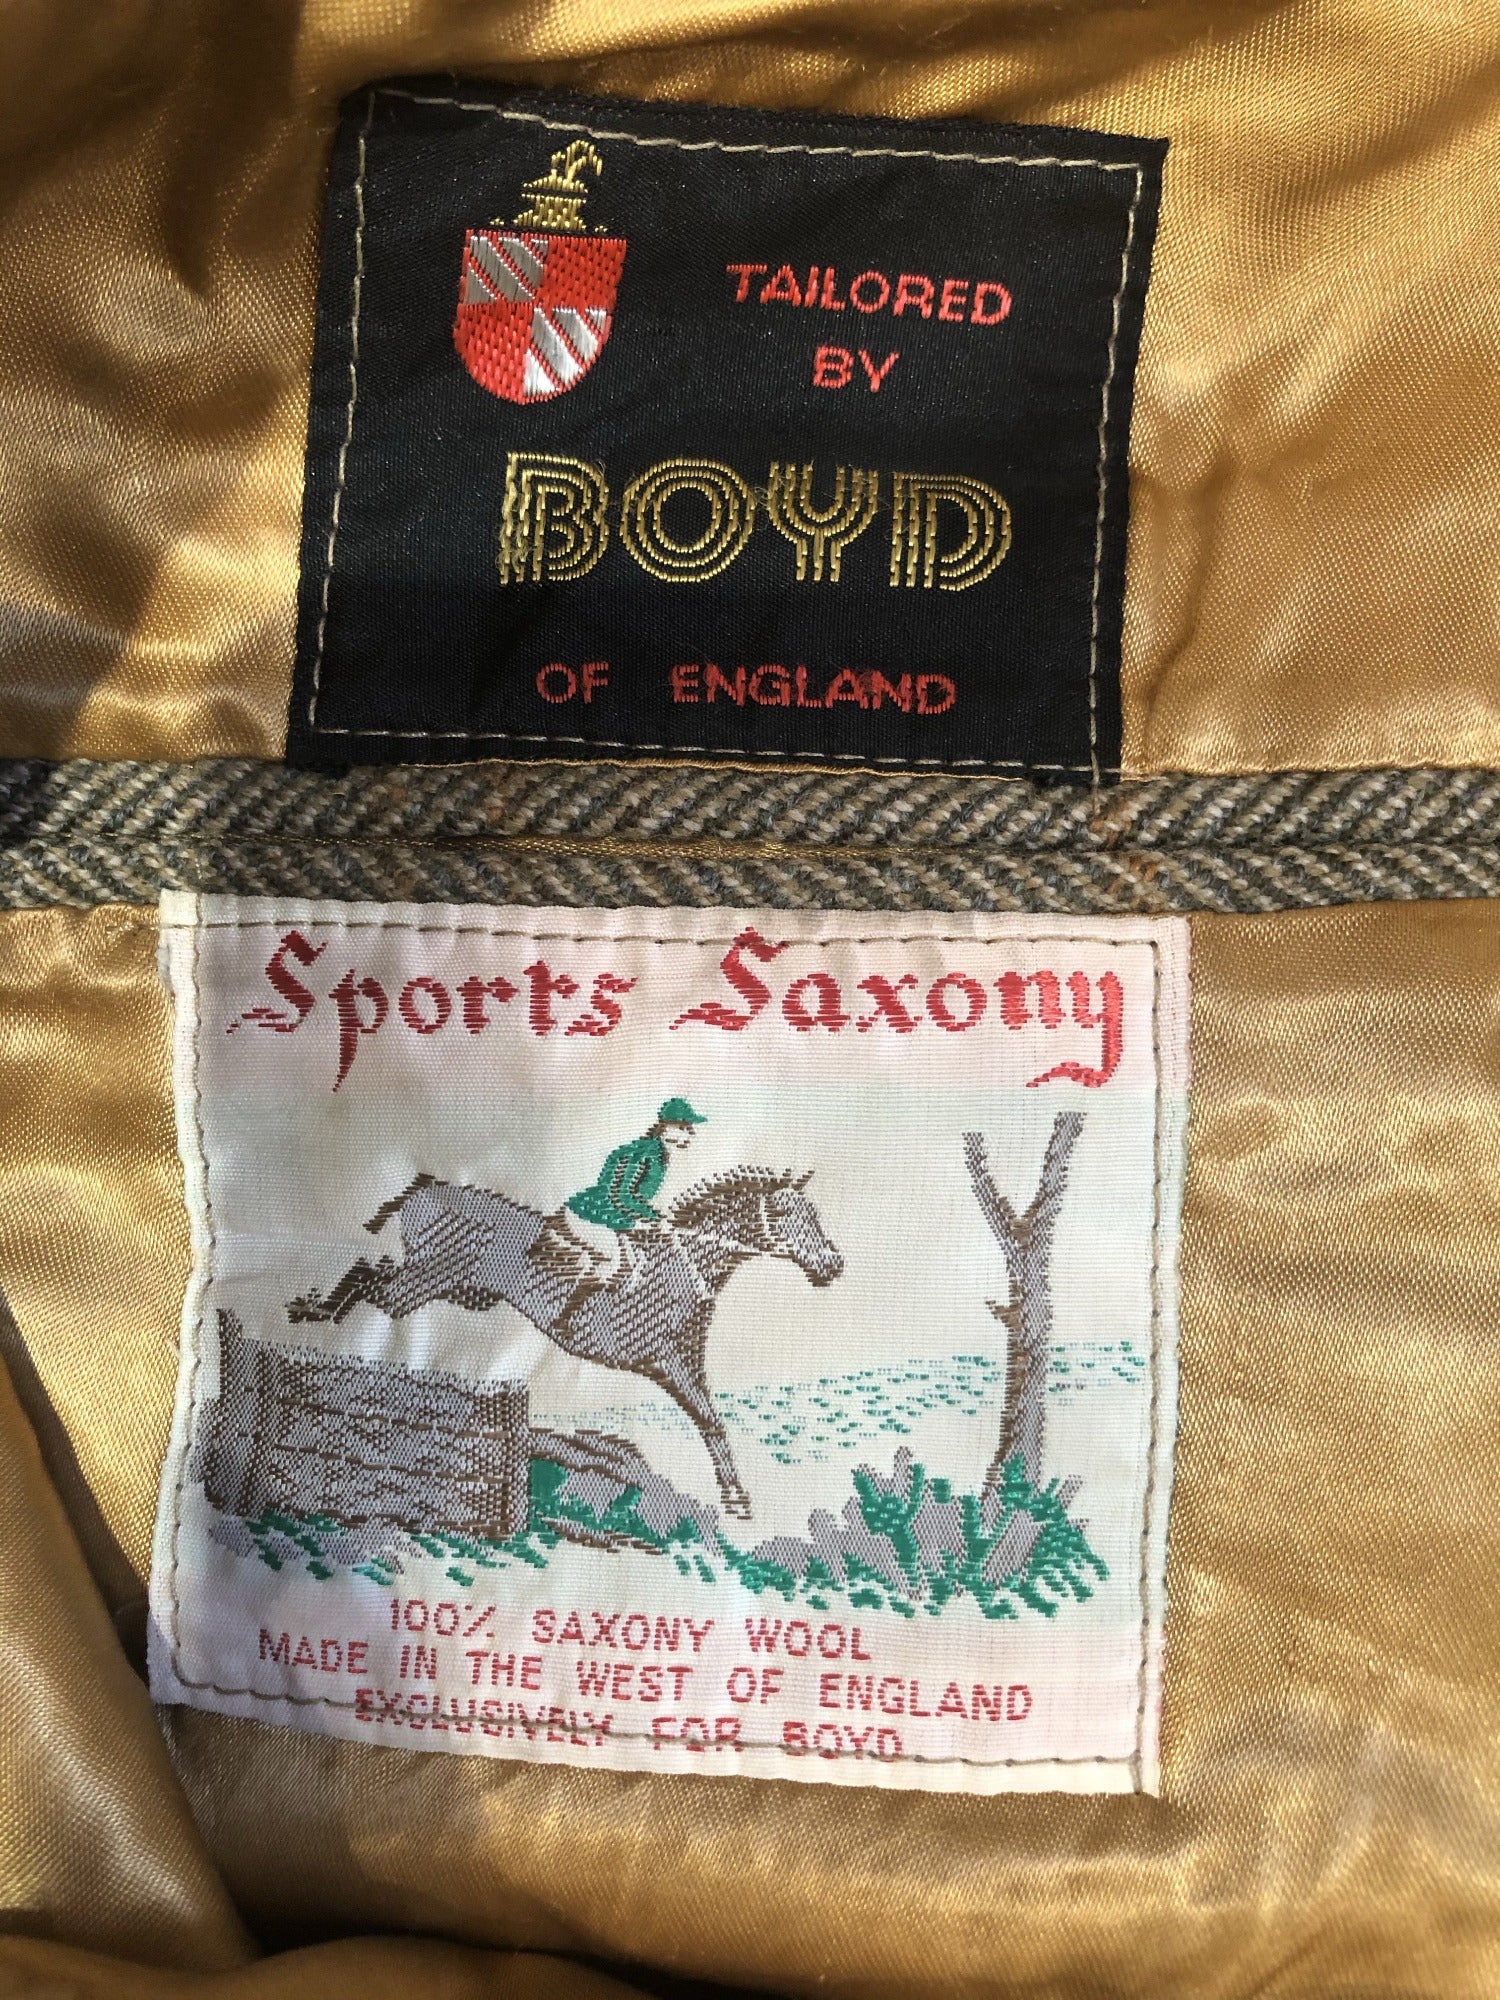 TAILORED
BY
BOYD
OF ENGLAND
Sports Saxony
100% SAXONY WOOL
MADE IN THE WEST OF ENGLAND
EXCLUSIVELY FOR BOYD